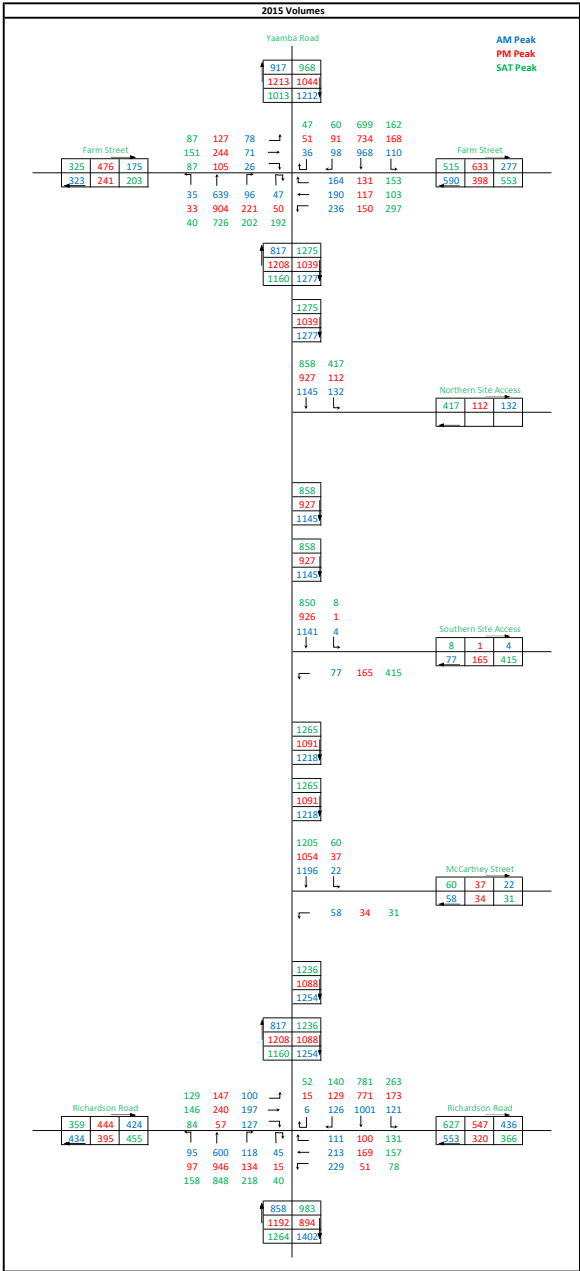 2015 Volumes
Yaamba Road
AM Peak
PM Peak
SAT Peak
917 968
1213 1044
1013 1212
47 60 699 162
87 127 78 51 91 734 168
151 244 71 36 98 968 110
87 105 26
Farm Street
325 476 175
323 241 203
Farm Street
515 633 277
590 398 553
164 131 153
35 639 96 47 190 117 103
33 904 221 50 236 150 297
40 726 202 192
817 1275
1208 1039
1160 1277
1275
1039
1277
858 417
927 112
1145 132
Northern Site Access
417 112 132
858
927
1145
858
927
1145
850 8
926 1
1141 4
Southern Site Access
8 1 4
77 165 415
77 165 415
1265
1091
1218
1265
1091
1218
1205 60
1054 37
1196 22
McCartney Street
60 37 22
58 34 31
58 34 31
1236
1088
1254
817 1236
1208 1088
1160 1254
52 140 781 263
129 147 100 15 129 771 173
146 240 197 6 126 1001 121
84 57 127
Richardson Road
359 444 424
434 395 455
Richardson Road
627 547 436
553 320 366
111 100 131
95 600 118 45 213 169 157
97 946 134 15 229 51 78
158 848 218 40
858 983
1192 894
1264 1402